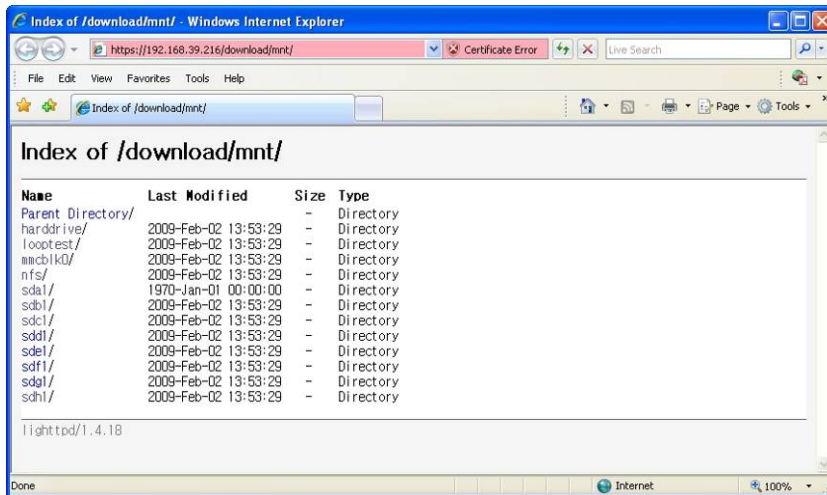 Index of /download/mnt/ - Windows Internet Explorer
https://192.168.39.216/download/mnt/ Certificate Error Live Search
File Edit View Favorites Tools Help
Index of /download/mnt/ Page Tools
Index of /download/mnt/
Name Last Modified Size Type
Parent Directory/ - Directory
harddrive/ 2009-Feb-02 13:53:29 - Directory
looptest/ 2009-Feb-02 13:53:29 - Directory
mmcblk0/ 2009-Feb-02 13:53:29 - Directory
nfs/ 2009-Feb-02 13:53:29 - Directory
sda1/ 1970-Jan-01 00:00:00 - Directory
sdb1/ 2009-Feb-02 13:53:29 - Directory
sdc1/ 2009-Feb-02 13:53:29 - Directory
sdd1/ 2009-Feb-02 13:53:29 - Directory
sde1/ 2009-Feb-02 13:53:29 - Directory
sdf1/ 2009-Feb-02 13:53:29 - Directory
sdg1/ 2009-Feb-02 13:53:29 - Directory
sdh1/ 2009-Feb-02 13:53:29 - Directory
lighttpd/1.4.18
Done Internet 100%